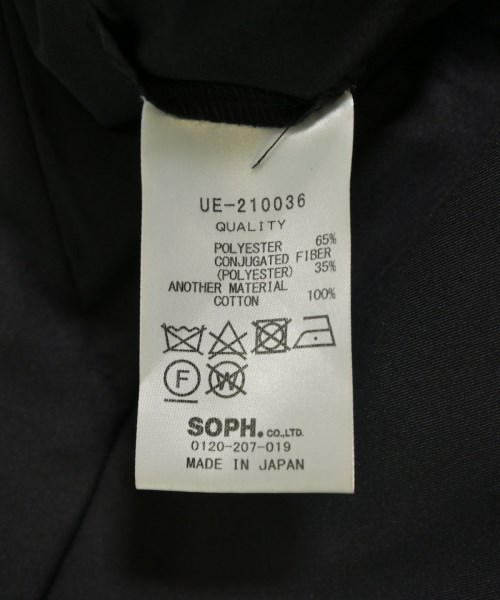 UE-210036
QUALITY
POLYESTER 65%
CONJUGATED FIBER
(POLYESTER) 35%
ANOTHER MATERIAL
COTTON 100%
F W
SOPH.CO.,LTD.
0120-207-019
MADE IN JAPAN